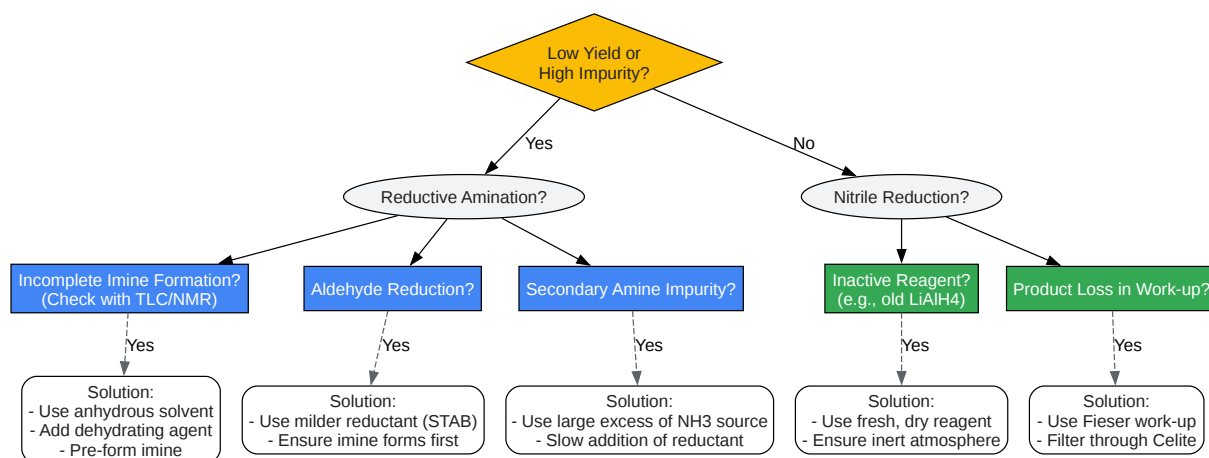 Low Yield or
High Impurity?
Yes
No
Reductive Amination?
Nitrile Reduction?
Incomplete Imine Formation?
(Check with TLC/NMR)
Aldehyde Reduction?
Secondary Amine Impurity?
Inactive Reagent?
(e.g., old LiAlH4)
Product Loss in Work-up?
Yes
Yes
Yes
Yes
Yes
Solution:
- Use anhydrous solvent
- Add dehydrating agent
- Pre-form imine
Solution:
- Use milder reductant (STAB)
- Ensure imine forms first
Solution:
- Use large excess of NH3 source
- Slow addition of reductant
Solution:
- Use fresh, dry reagent
- Ensure inert atmosphere
Solution:
- Use Fieser work-up
- Filter through Celite